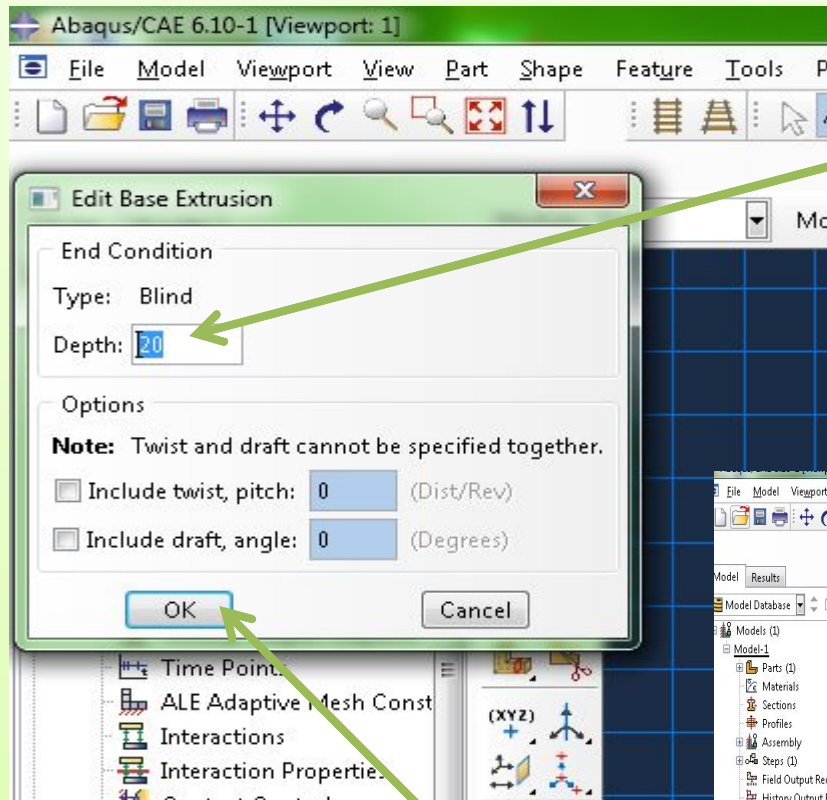 Abaqus/CAE 6.10-1 [Viewport: 1]
File Model Viewport View Part Shape Feature Tools P
Edit Base Extrusion
End Condition
Type: Blind
Depth: 20
Options
Note: Twist and draft cannot be specified together.
Include twist, pitch: 0 (Dist/Rev)
Include draft, angle: 0 (Degrees)
OK Cancel
Mo
Time Points
ALE Adaptive Mesh Const
Interactions
Interaction Properties
(XYZ)
File Model Viewport
Model Results
Model Database
Models (1)
Model-1
Parts (1)
Materials
Sections
Profiles
Assembly
Steps (1)
Field Output Re
History Output